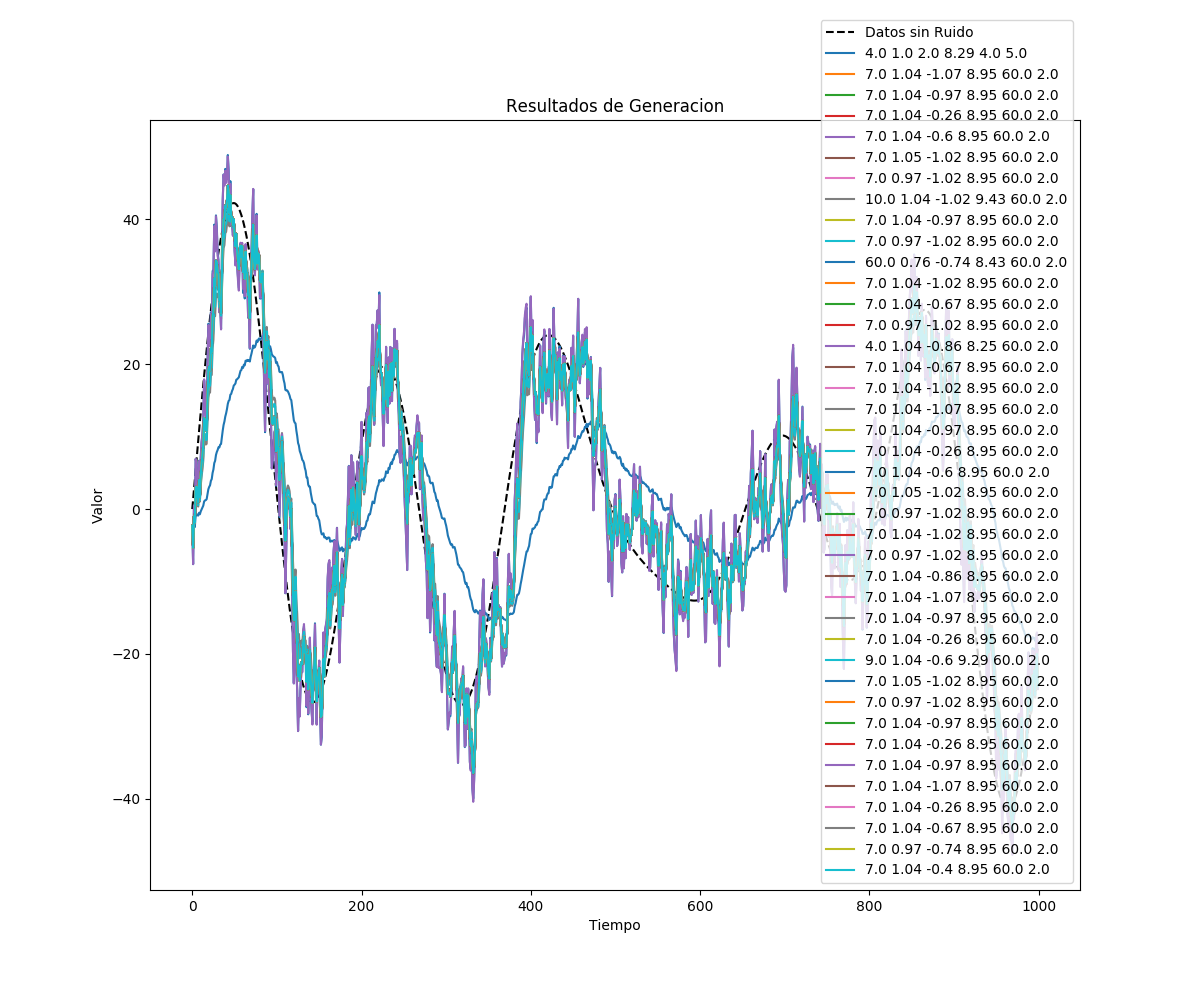 Datos sin Ruido
4.0 1.0 2.0 8.29 4.0 5.0
7.0 1.04 -1.07 8.95 60.0 2.0
7.0 1.04 -0.97 8.95 60.0 2.0
Resultados de Generacion
7.0 1.04 -0.26 8.95 60.0 2.0
7.0 1.04 -0.6 8.95 60.0 2.0
7.0 1.05 -1.02 8.95 60.0 2.0
7.0 0.97 -1.02 8.95 60.0 2.0
10.0 1.04 -1.02 9.43 60.0 2.0
7.0 1.04 -0.97 8.95 60.0 2.0
7.0 0.97 -1.02 8.95 60.0 2.0
60.0 0.76 -0.74 8.43 60.0 2.0
7.0 1.04 -1.02 8.95 60.0 2.0
7.0 1.04 -0.67 8.95 60.0 2.0
7.0 0.97 -1.02 8.95 60.0 2.0
4.0 1.04 -0.86 8.25 60.0 2.0
7.0 1.04 -0.67 8.95 60.0 2.0
7.0 1.04 -1.02 8.95 60.0 2.0
7.0 1.04 -1.07 8.95 60.0 2.0
7.0 1.04 -0.97 8.95 60.0 2.0
7.0 1.04 -0.26 8.95 60.0 2.0
7.0 1.04 -0.6 8.95 60.0 2.0
7.0 1.05 -1.02 8.95 60.0 2.0
7.0 0.97 -1.02 8.95 60.0 2.0
7.0 1.04 -1.02 8.95 60.0 2.0
7.0 0.97 -1.02 8.95 60.0 2.0
7.0 1.04 -0.86 8.95 60.0 2.0
7.0 1.04 -1.07 8.95 60.0 2.0
7.0 1.04 -0.97 8.95 60.0 2.0
7.0 1.04 -0.26 8.95 60.0 2.0
9.0 1.04 -0.6 9.29 60.0 2.0
7.0 1.05 -1.02 8.95 60.0 2.0
7.0 0.97 -1.02 8.95 60.0 2.0
7.0 1.04 -0.97 8.95 60.0 2.0
7.0 1.04 -0.26 8.95 60.0 2.0
7.0 1.04 -0.97 8.95 60.0 2.0
7.0 1.04 -1.07 8.95 60.0 2.0
7.0 1.04 -0.26 8.95 60.0 2.0
7.0 1.04 -0.67 8.95 60.0 2.0
7.0 0.97 -0.74 8.95 60.0 2.0
7.0 1.04 -0.4 8.95 60.0 2.0
Valor
40
20
0
−20
−40
0 200 400 600 800 1000
Tiempo